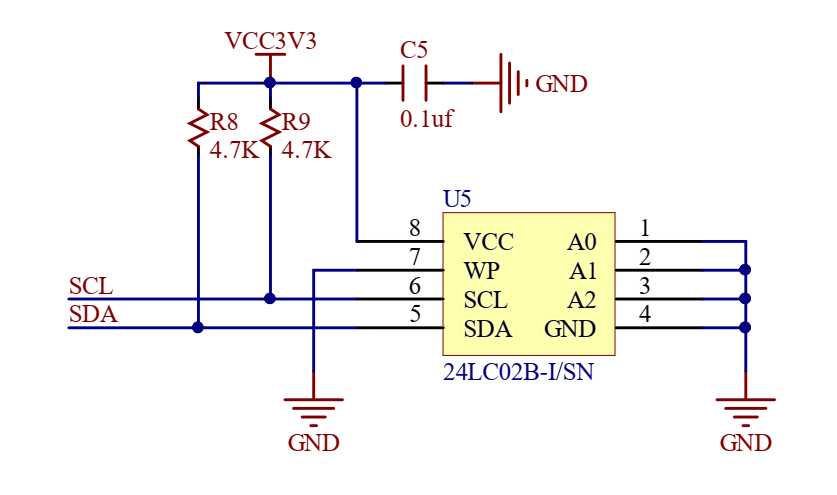 VCC3V3
C5
GND
0.1uf
R8
4.7K
R9
4.7K
U5
8
VCC
A0
1
7
WP
A1
2
SCL
6
SCL
A2
3
SDA
5
SDA
GND
4
24LC02B-I/SN
GND
GND